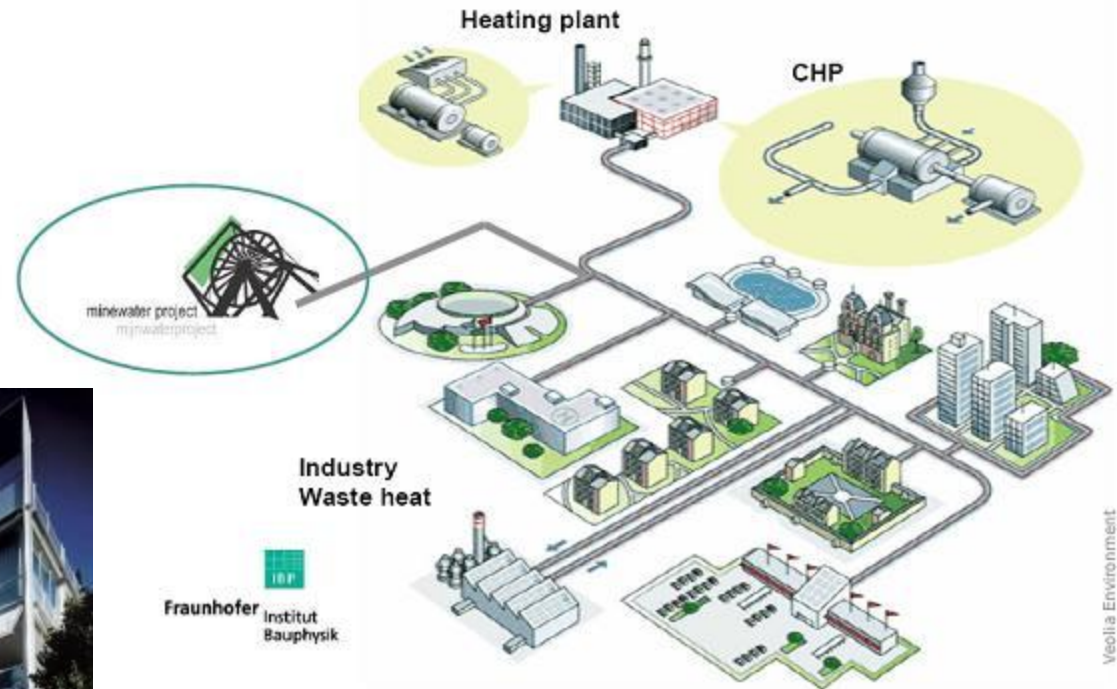 Heating plant
CHP
minewater project
mijnwaterproject
Industry
Waste heat
IBP
Fraunhofer Institut
Bauphysik
Veolia Environment